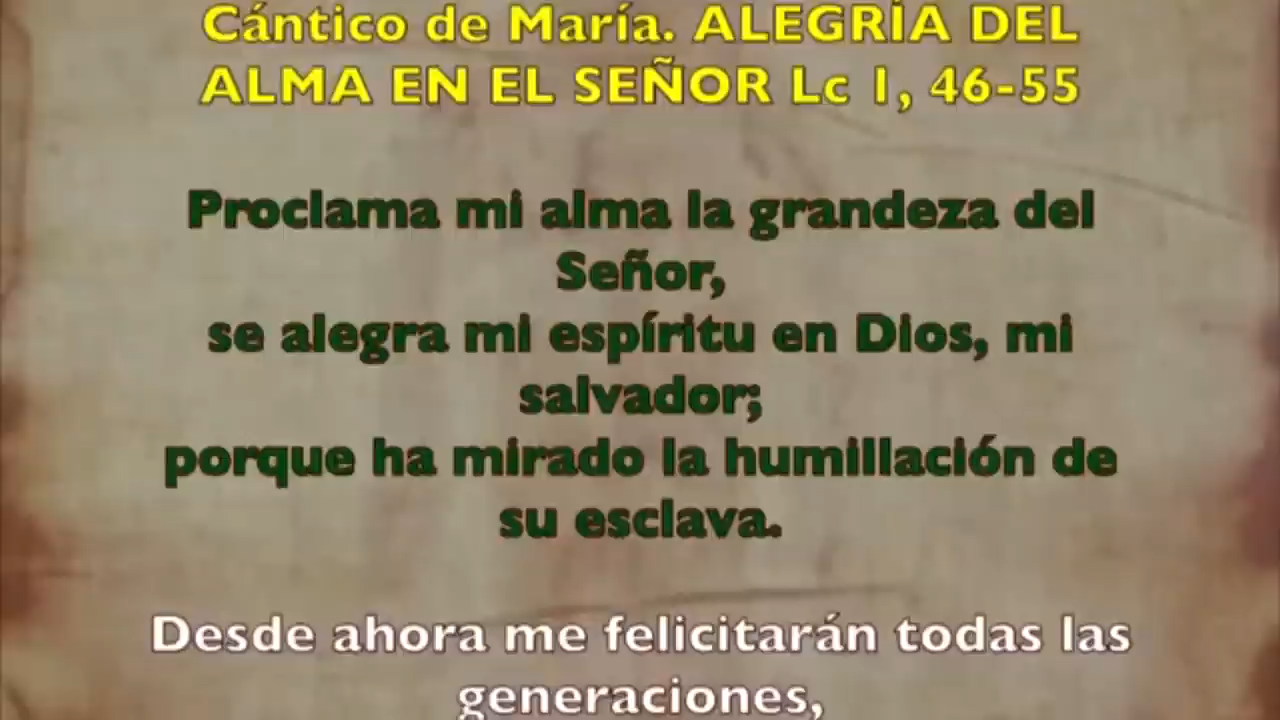 Cántico de María. ALEGRÍA DEL
ALMA EN EL SEÑOR Lc 1, 46-55
Proclama mi alma la grandeza del
Señor,
se alegra mi espíritu en Dios, mi
salvador;
porque ha mirado la humillación de
su esclava.
Desde ahora me felicitarán todas las
generaciones,